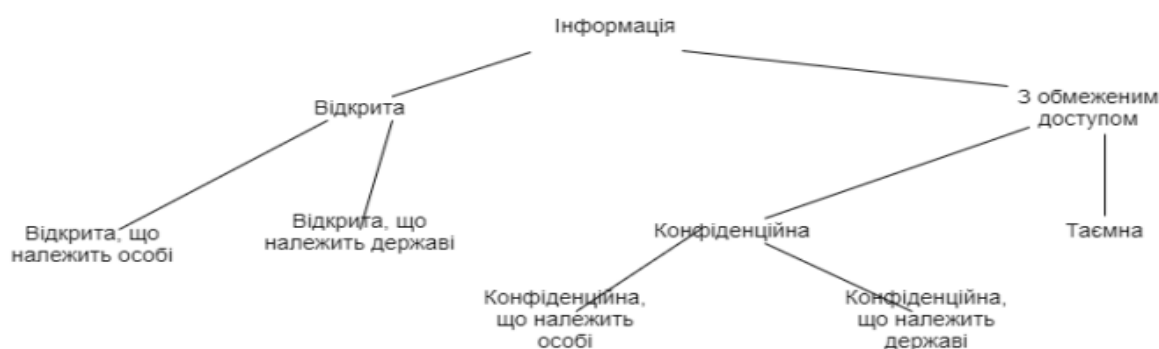 Інформація
Відкрита
З обмеженим
доступом
Відкрита, що
належить особі
Відкрита, що
належить державі
Конфіденційна
Таємна
Конфіденційна,
що належить
особі
Конфіденційна,
що належить
державі